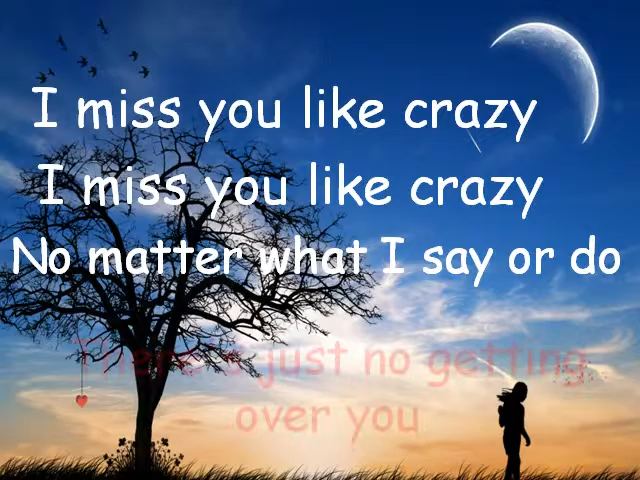 I miss you like crazy
I miss you like crazy
No matter what I say or do
There's just no getting
over you